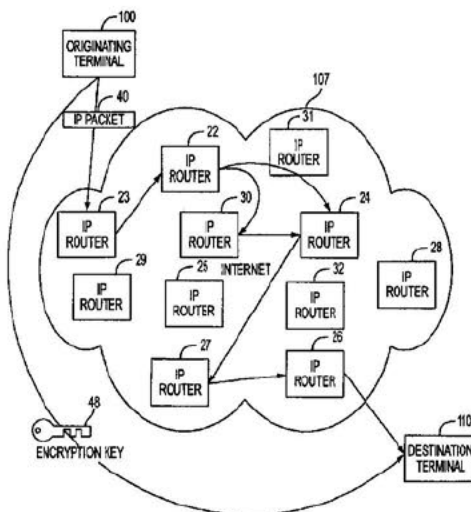 100
ORIGINATING
TERMINAL
40
IP PACKET
107
31
IP
ROUTER
22
IP
ROUTER
23
IP
ROUTER
30
IP
ROUTER
24
IP
ROUTER
29
IP
ROUTER
25
IP
ROUTER
INTERNET
32
IP
ROUTER
28
IP
ROUTER
27
IP
ROUTER
26
IP
ROUTER
48
ENCRYPTION KEY
110
DESTINATION
TERMINAL